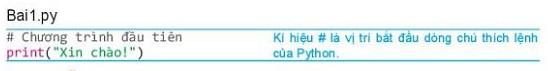 Bai1.py
# Chương trình đầu tiên
print("Xin chào!")
Kí hiệu # là vị trí bắt đầu dòng chú thích lệnh
của Python.